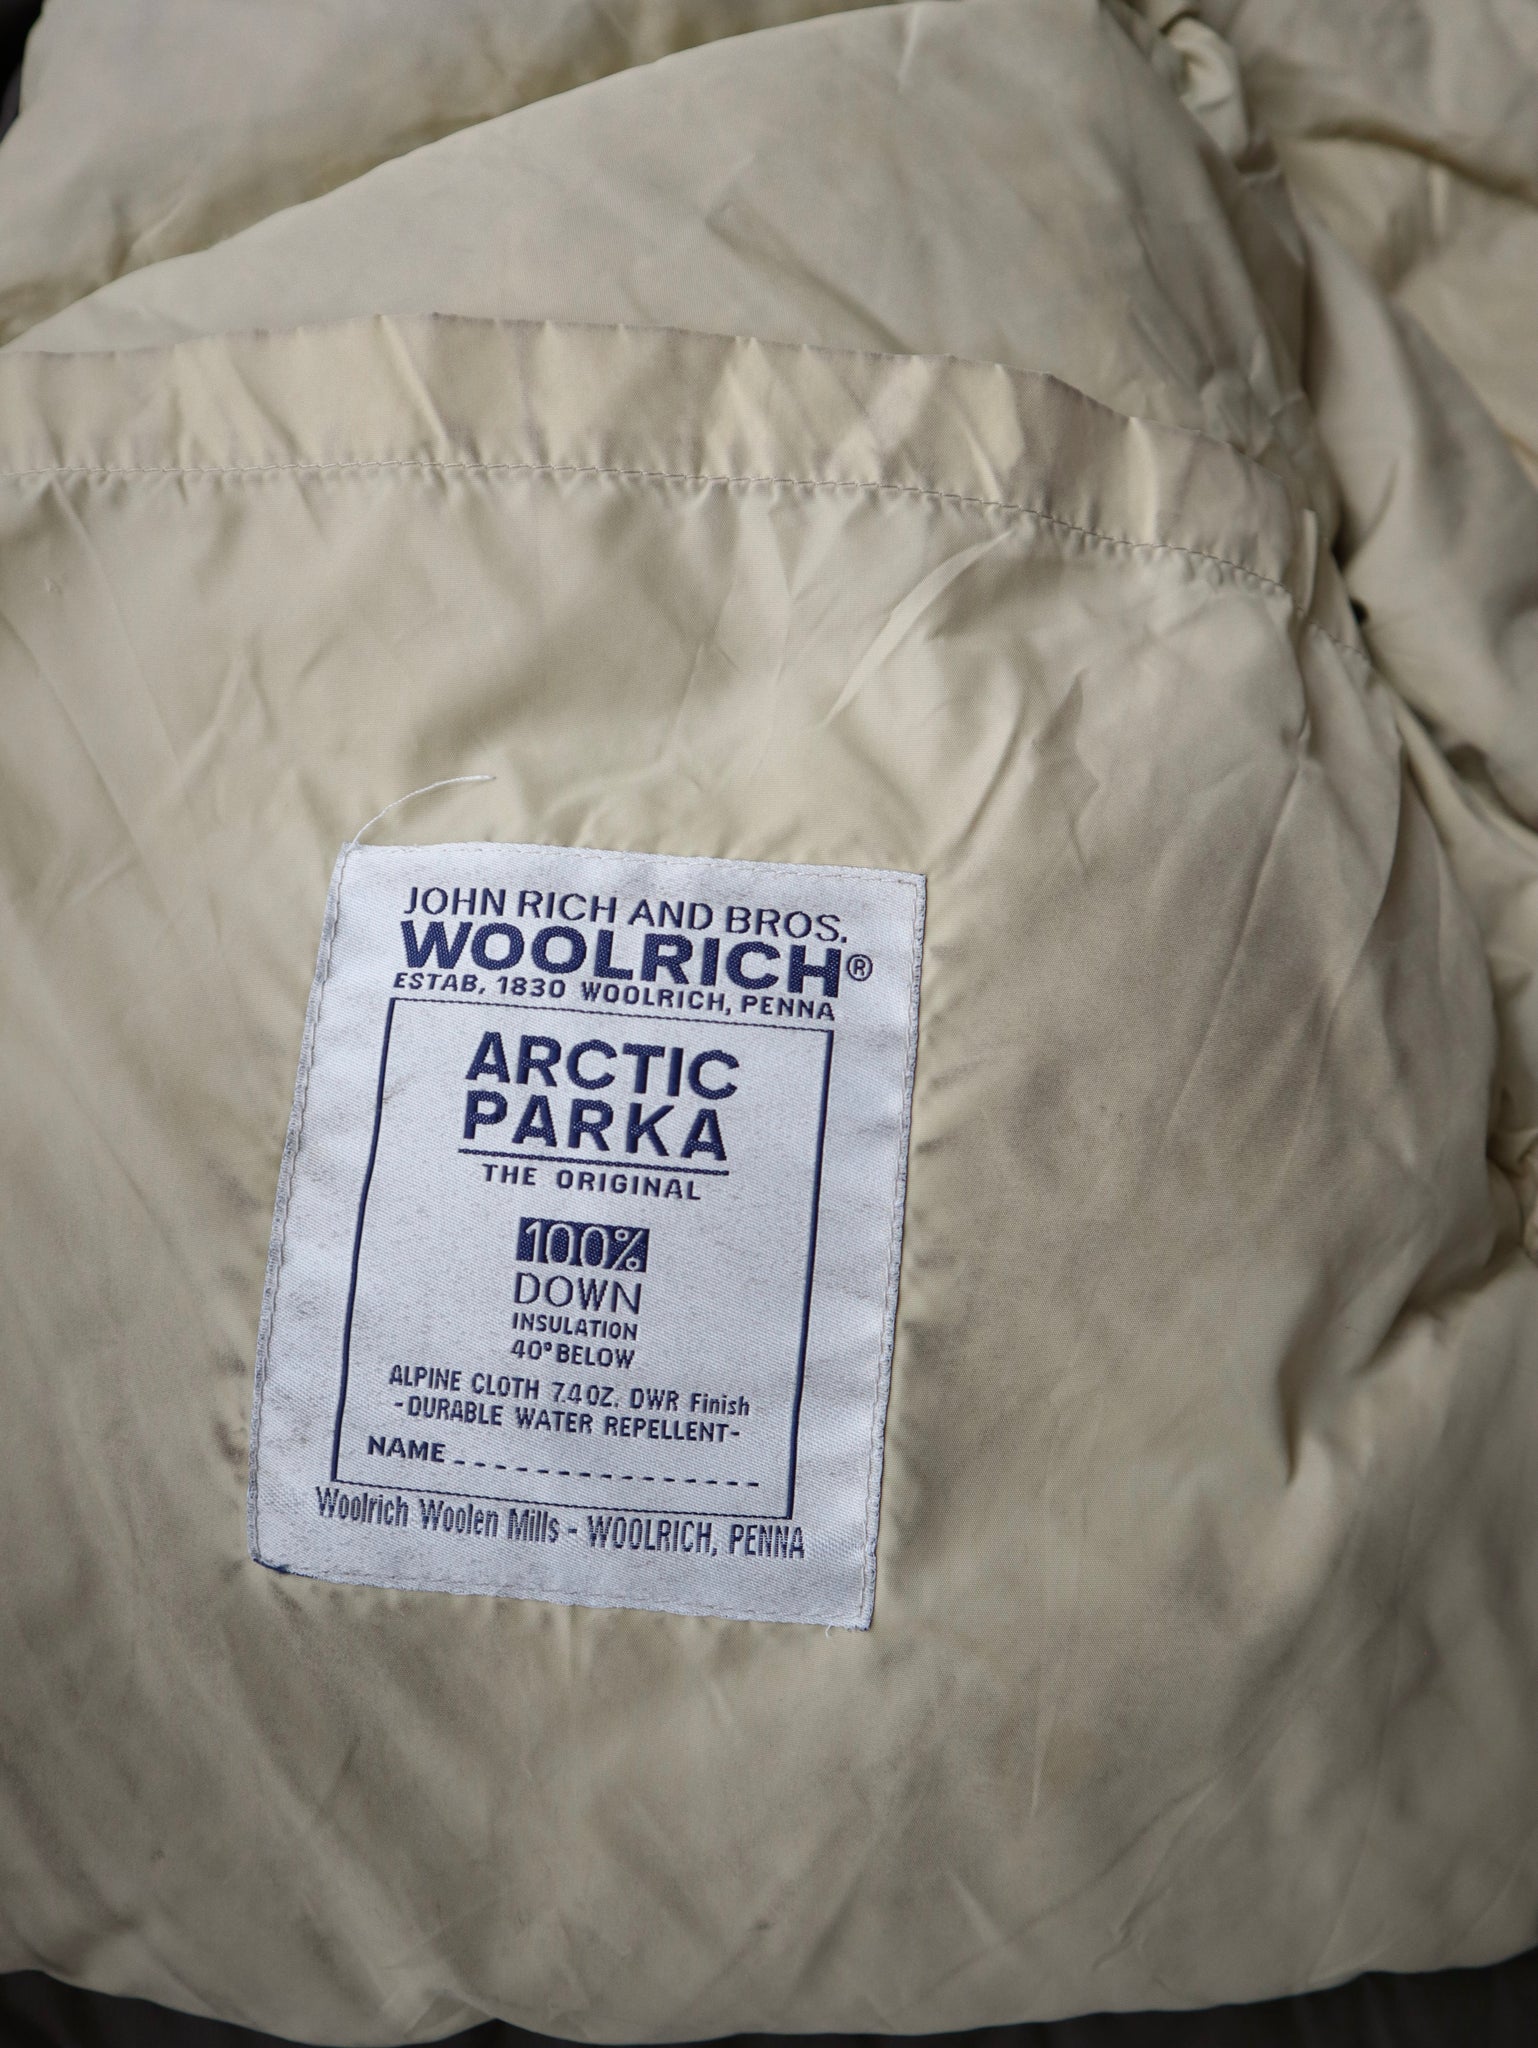 JOHN RICH AND BROS.
WOOLRICH®
ESTAB. 1830 WOOLRICH, PENNA
ARCTIC
PARKA
THE ORIGINAL
100%
DOWN
INSULATION
40° BELOW
ALPINE CLOTH 7.4 OZ. DWR Finish
-DURABLE WATER REPELLENT-
NAME _ _ _ _ _ _ _ _ _ _ _ _ _ _ _
Woolrich Woolen Mills - WOOLRICH, PENNA